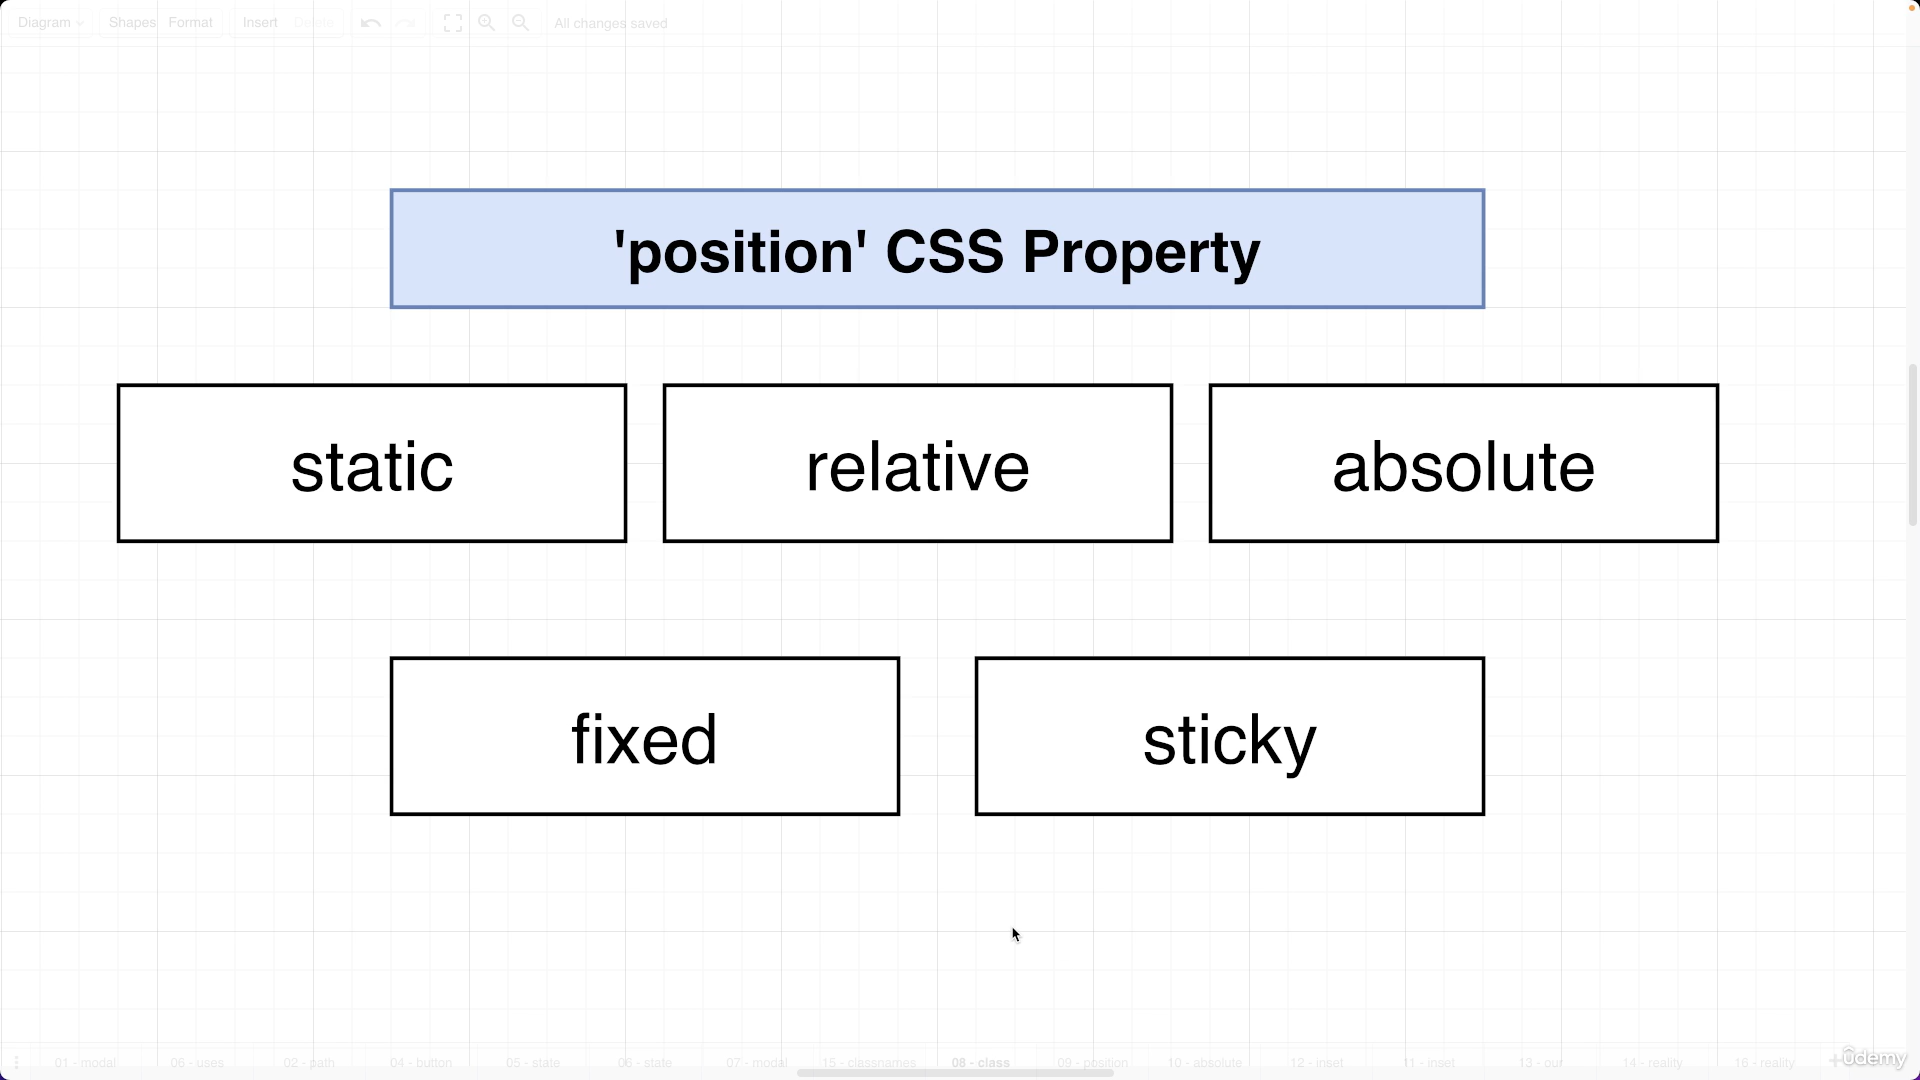 Diagram Shapes Format Insert Delete All changes saved
'position' CSS Property
static relative absolute
fixed sticky
01 - modal 06 - uses 02 - path 04 - button 05 - state 06 - state 07 - modal 15 - classnames 08 - class 09 - position 10 - absolute 12 - inset 11 - inset 13 - our 14 - reality 16 - reality
ûdemy